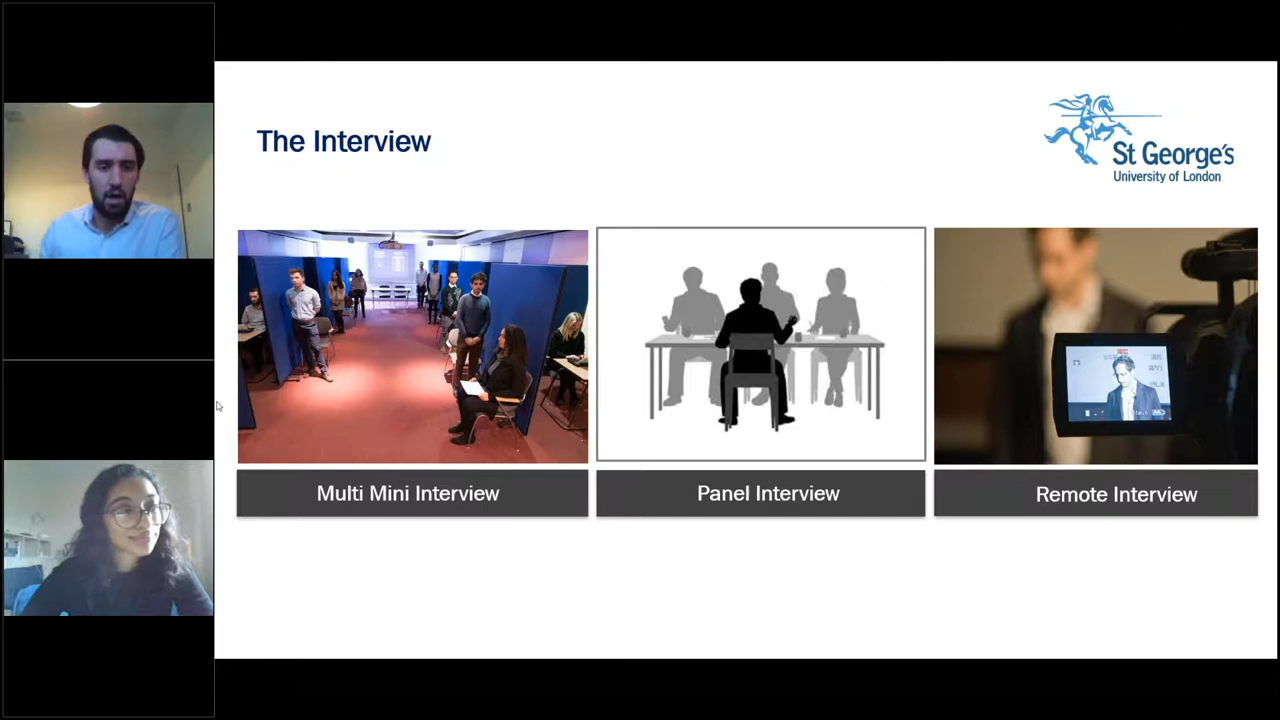 The Interview
St George's
University of London
Multi Mini Interview
Panel Interview
Remote Interview